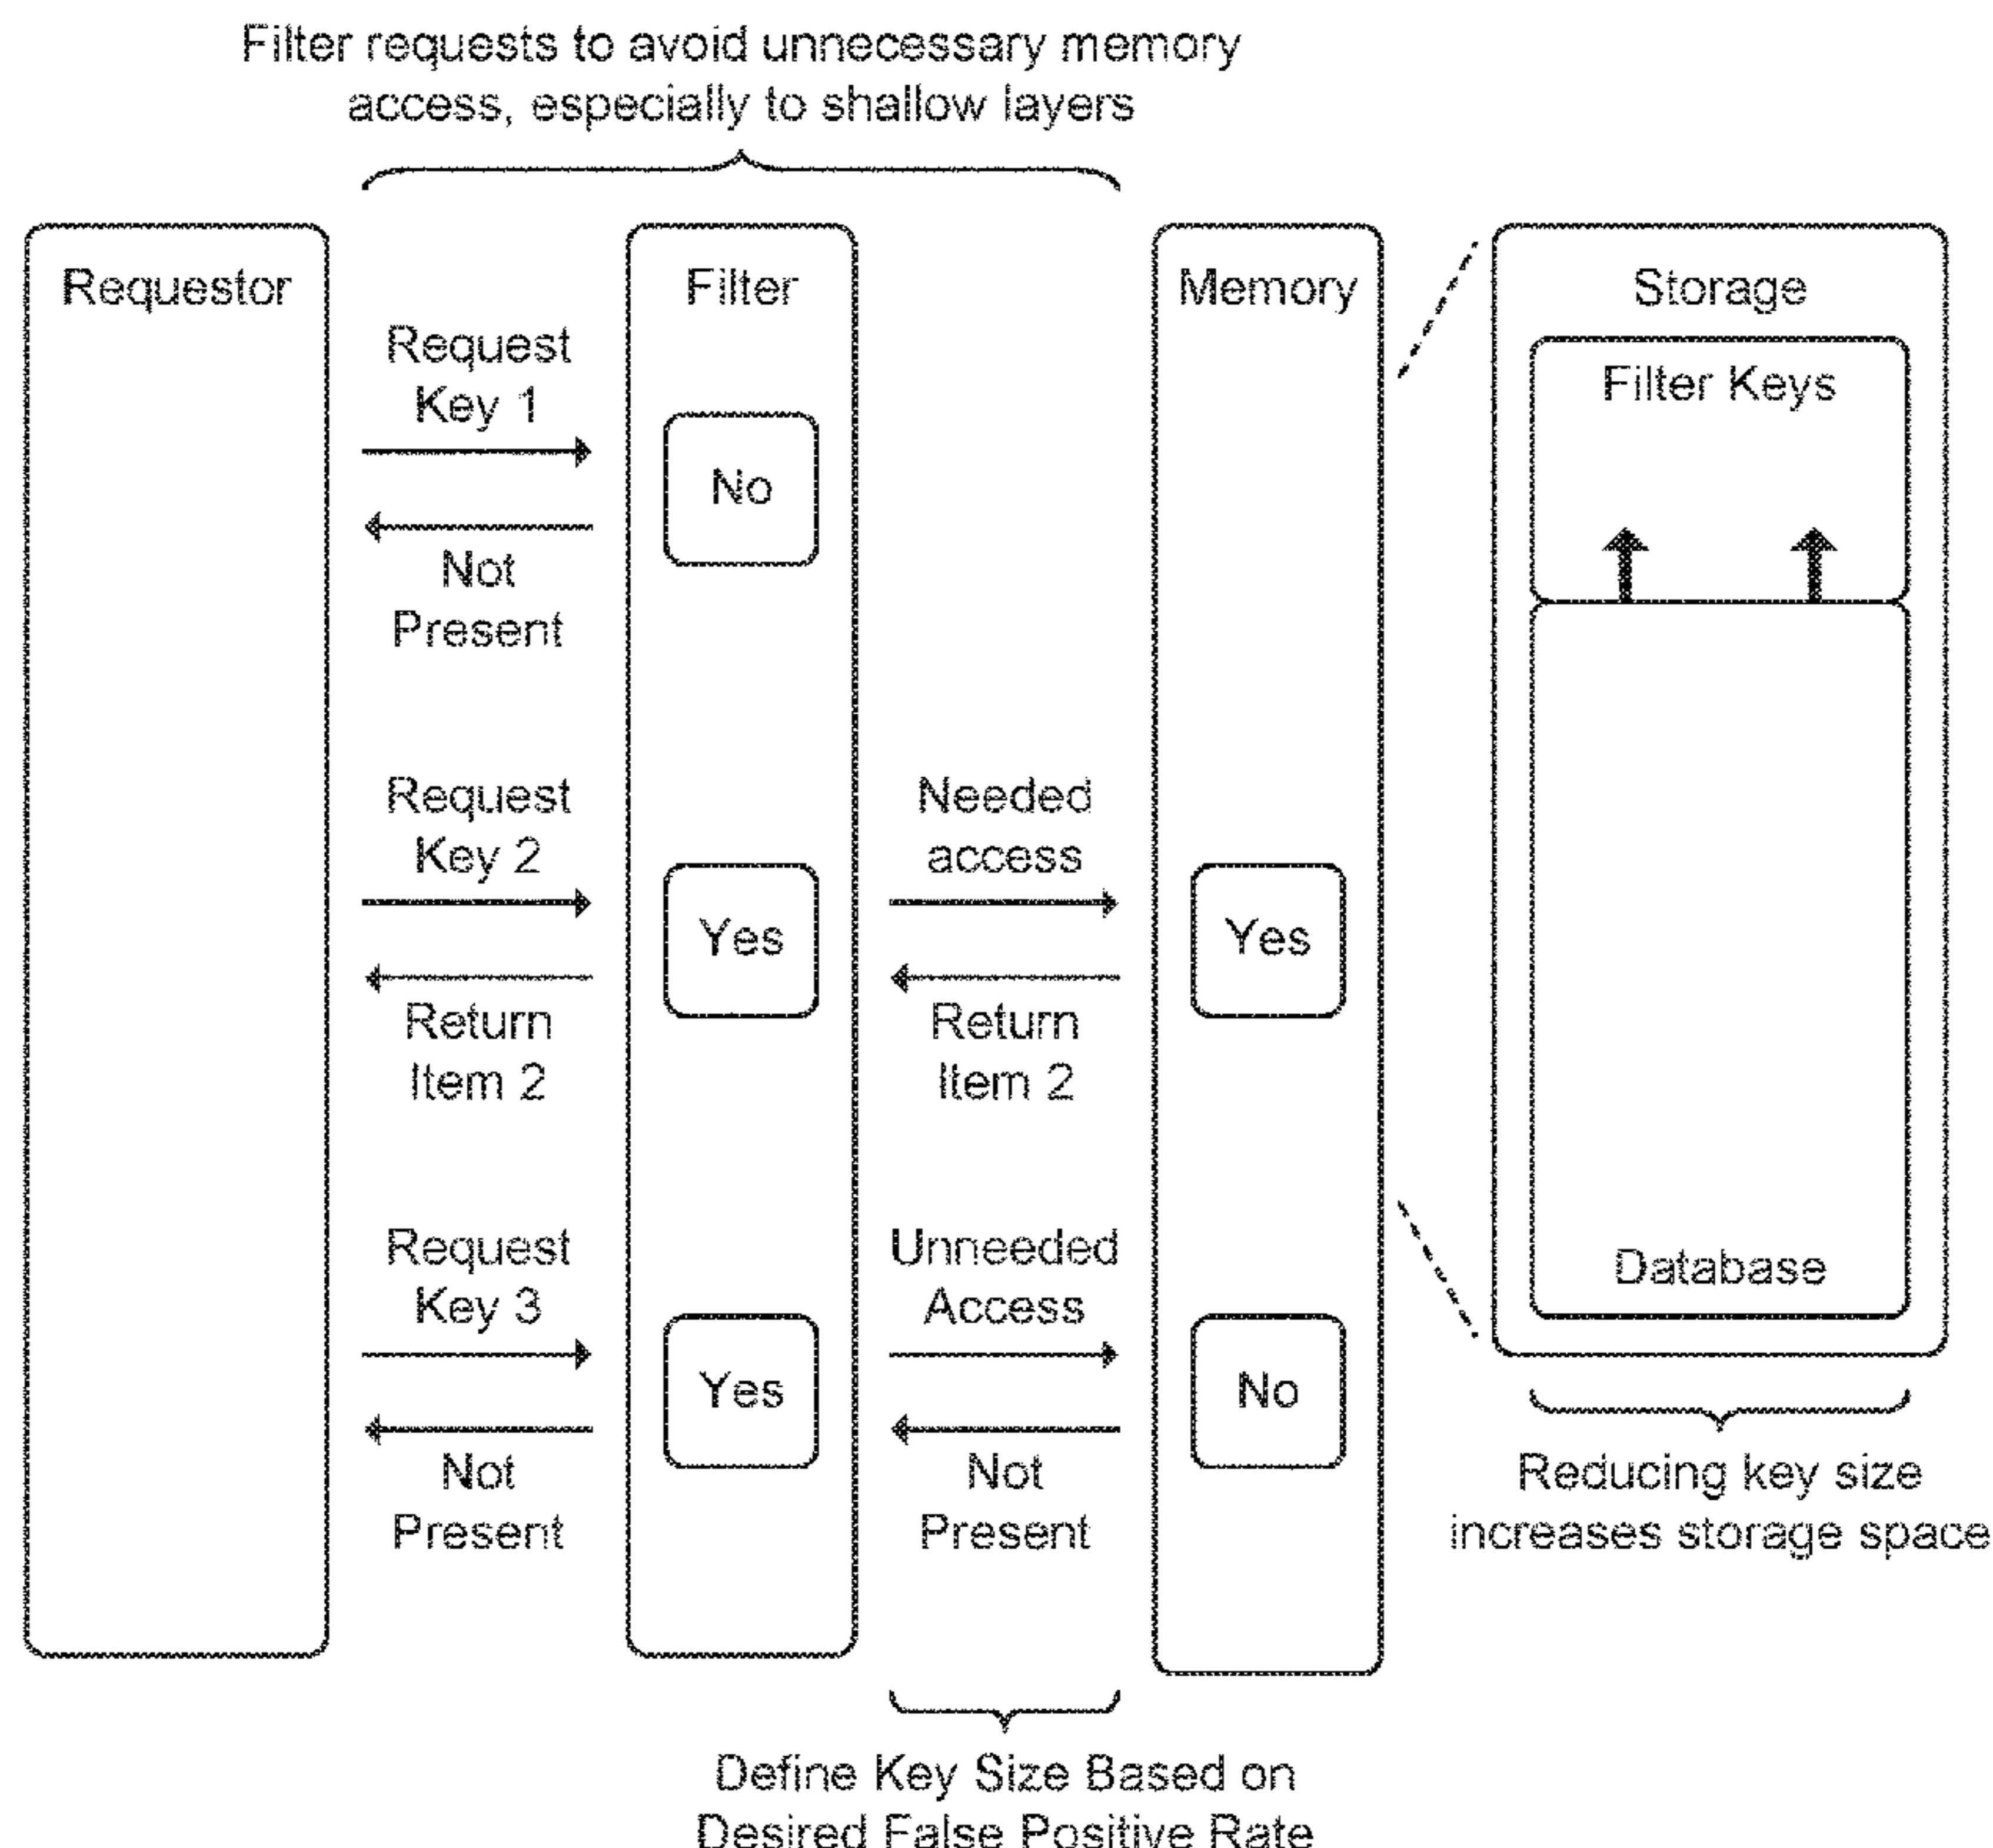 Filter requests to avoid unnecessary memory
access, especially to shallow layers
Requestor
Filter
Memory
Storage
Request
Key 1
No
Not
Present
Filter Keys
Request
Key 2
Needed
access
Yes
Yes
Return
Item 2
Return
Item 2
Request
Key 3
Unneeded
Access
Yes
No
Not
Present
Not
Present
Database
Reducing key size
increases storage space
Define Key Size Based on
Desired False Positive Rate